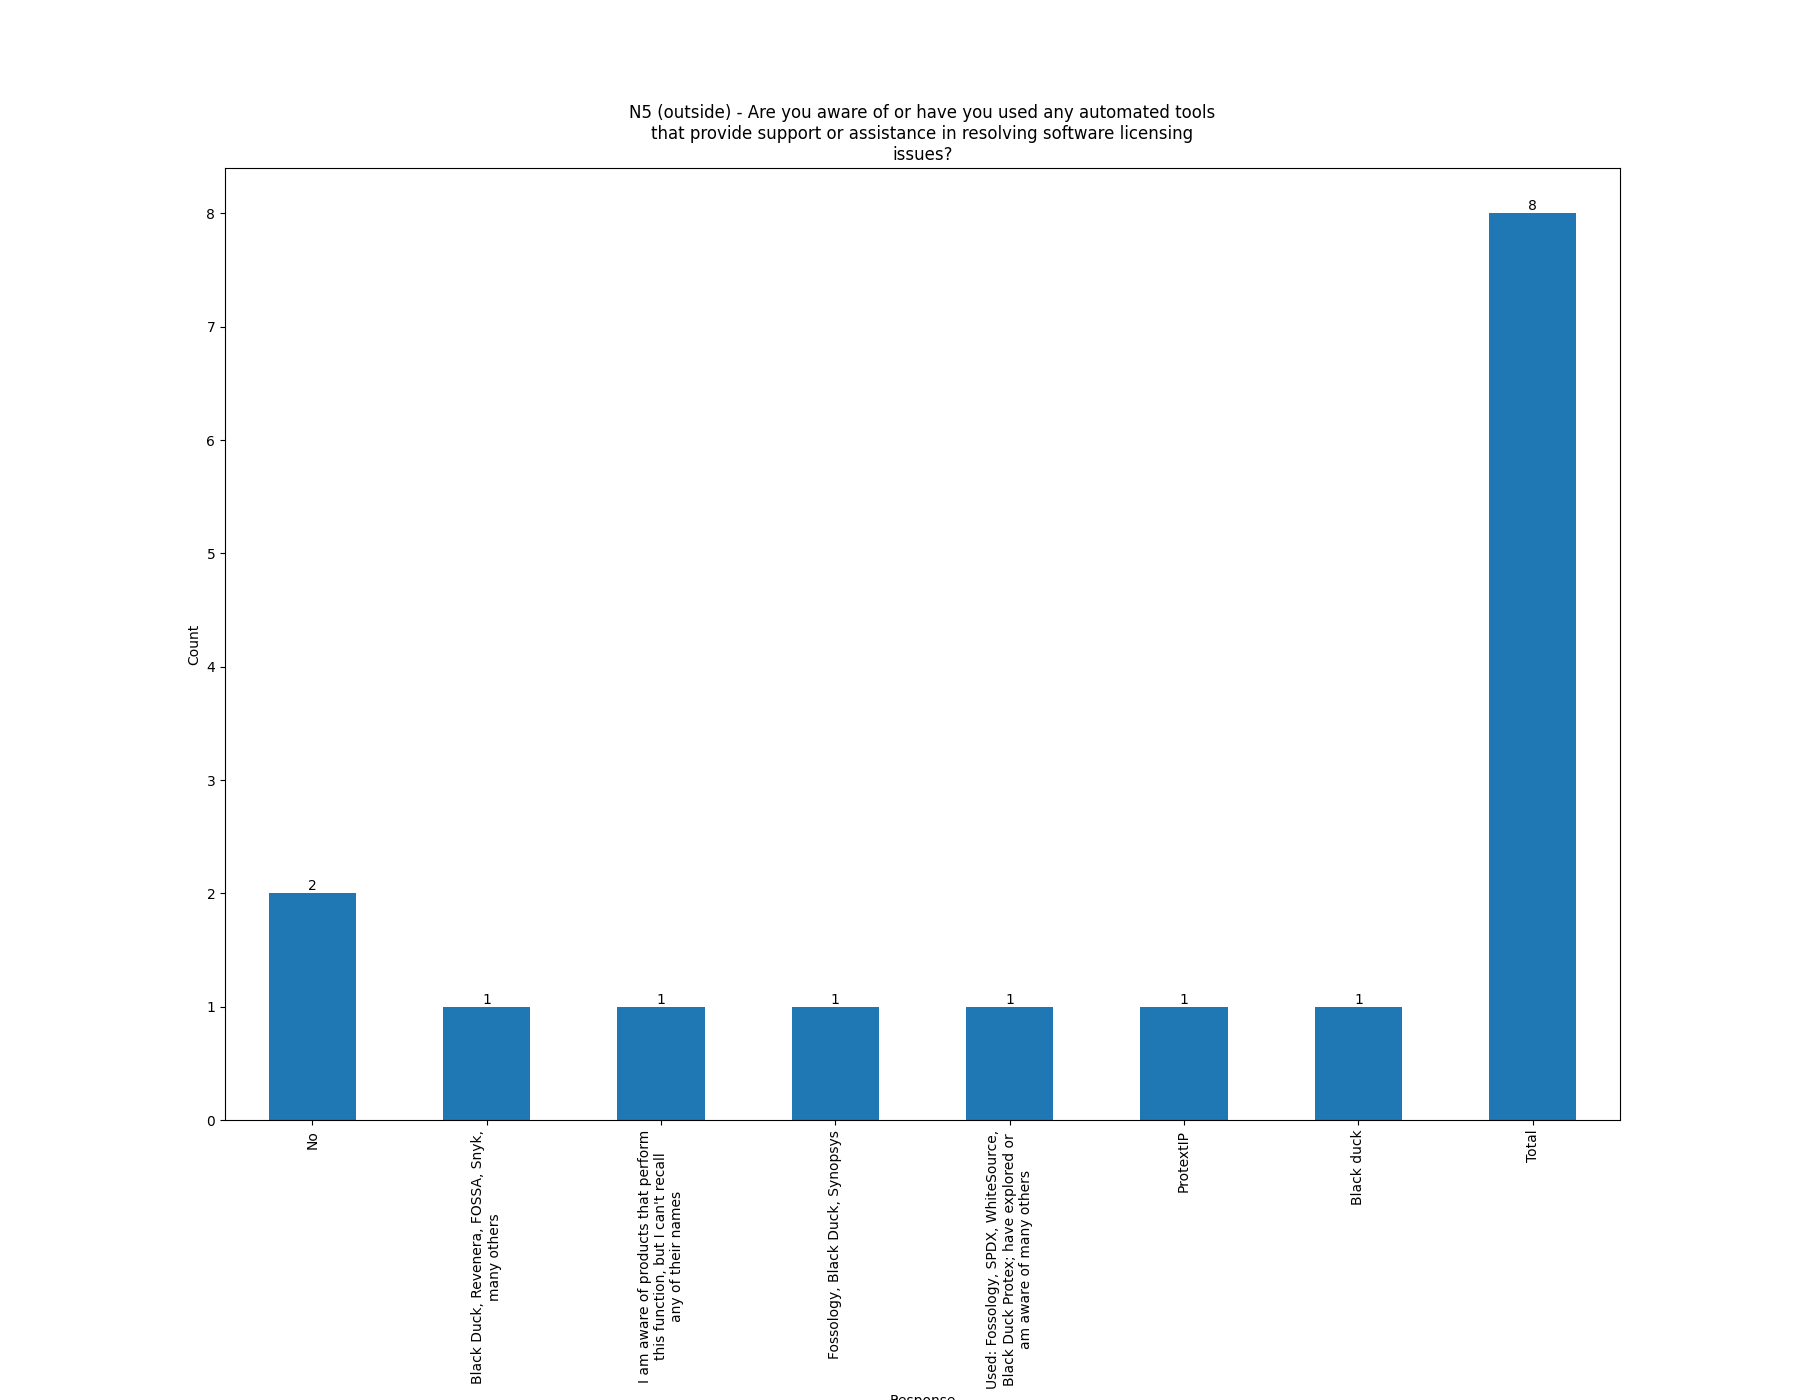 N5 (outside) - Are you aware of or have you used any automated tools
that provide support or assistance in resolving software licensing
issues?
Count
8
7
6
5
4
3
2
1
0
2
1
1
1
1
1
1
8
No
Black Duck, Revenera, FOSSA, Snyk,
many others
I am aware of products that perform
this function, but I can't recall
any of their names
Fossology, Black Duck, Synopsys
Used: Fossology, SPDX, WhiteSource,
Black Duck Protex; have explored or
am aware of many others
ProtextIP
Black duck
Total
Response